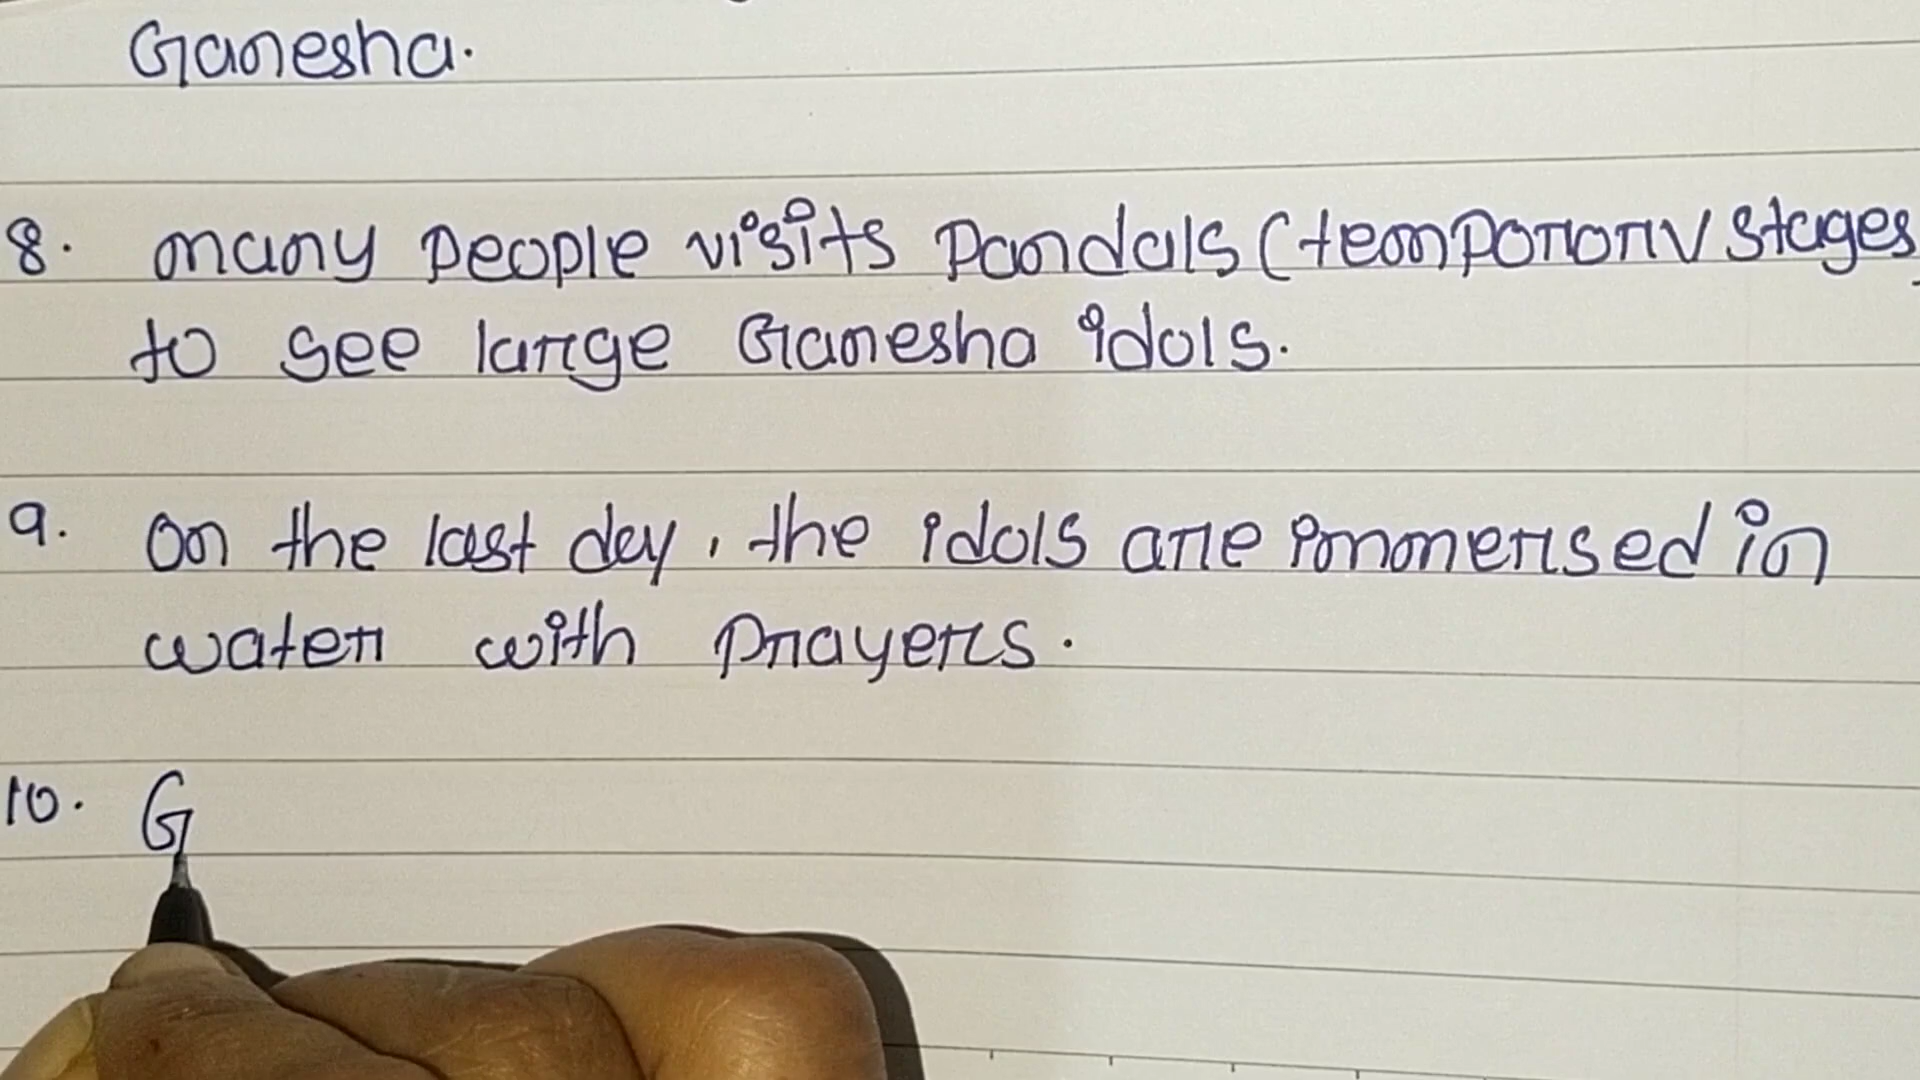 Ganesha.
8. many people visits Pandals (temporory stages
to see large Ganesha idols.
9. on the last day, the idols are immersed in
water with prayers.
10. G